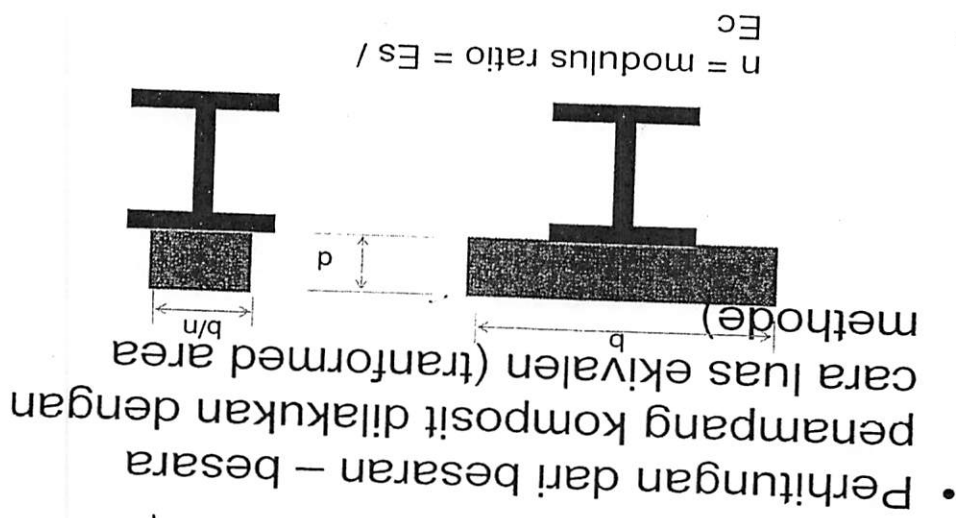 • Perhitungan dari besaran – besara
penampang komposit dilakukan dengan
cara luas ekivalen (tranformed area
methode)
b
b/n
d
n = modulus ratio = Es /
Ec